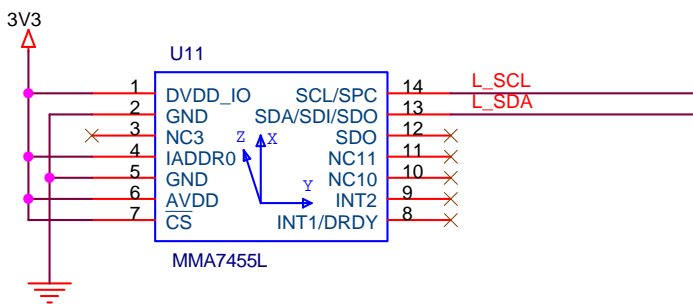 3V3
U11
1 DVDD_IO SCL/SPC 14 L_SCL
2 GND SDA/SDI/SDO 13 L_SDA
3 NC3 SDO 12
4 IADDR0 NC11 11
5 GND NC10 10
6 AVDD INT2 9
7 CS INT1/DRDY 8
Z X
Y
MMA7455L